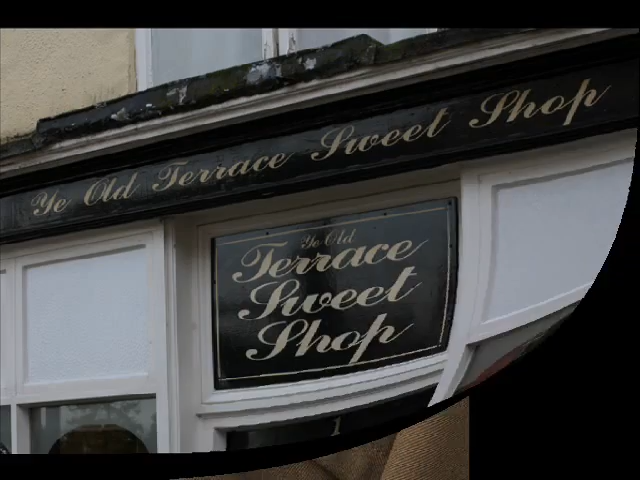 Ye Old Terrace Sweet Shop
Ye Old
Terrace
Sweet
Shop
1